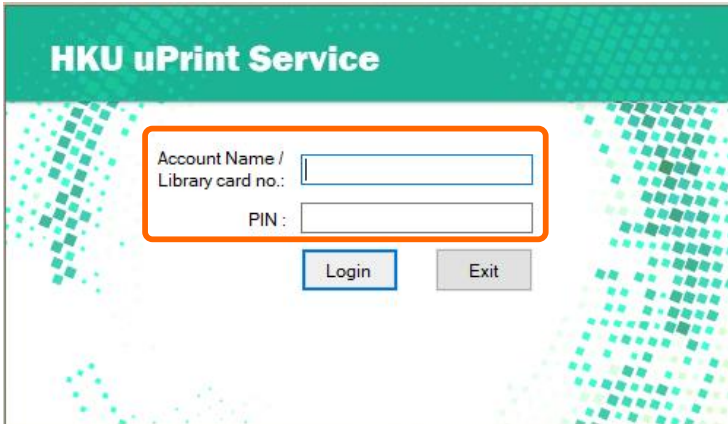 HKU uPrint Service
Account Name /
Library card no.:
PIN :
Login Exit